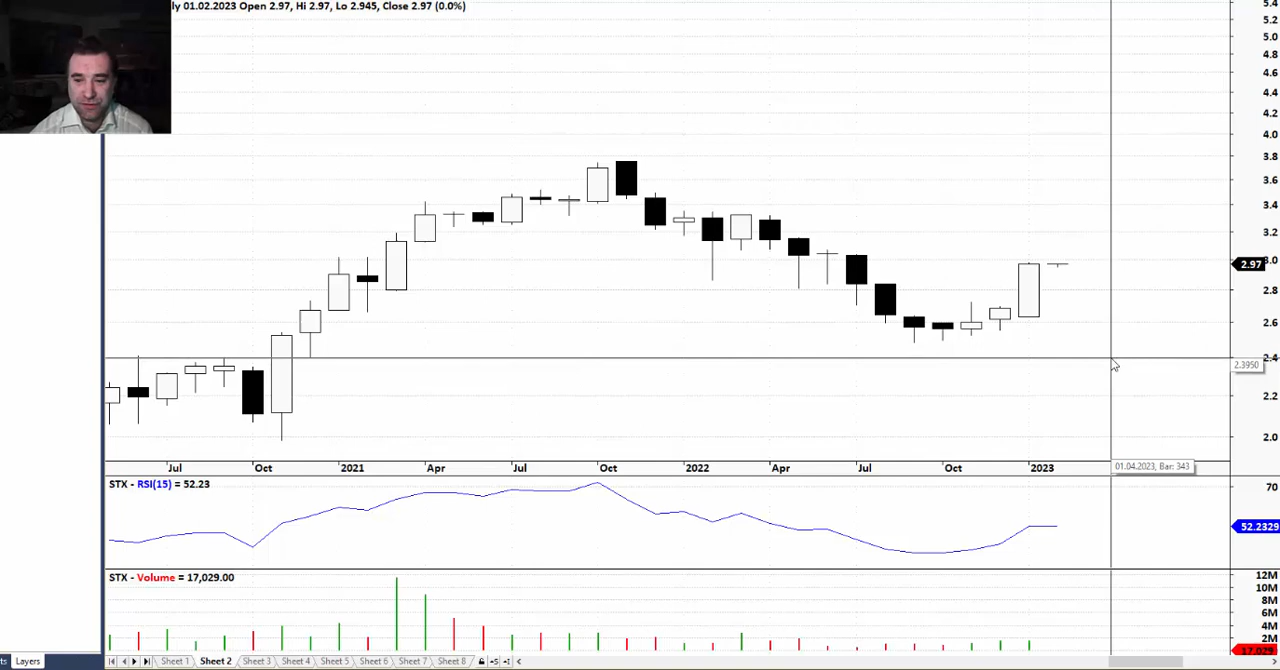 ly 01.02.2023 Open 2.97, Hi 2.97, Lo 2.945, Close 2.97 (0.0%)
5.4
5.2
5.0
4.8
4.6
4.4
4.2
4.0
3.8
3.6
3.4
3.2
3.0
2.97
2.8
2.6
2.4
2.3950
2.2
2.0
Jul Oct 2021 Apr Jul Oct 2022 Apr Jul Oct 2023
01.04.2023, Bar: 343
STX - RSI(15) = 52.23
70
52.2329
STX - Volume = 17,029.00
12M
10M
8M
6M
4M
2M
17,029
ts Layers Sheet 1 Sheet 2 Sheet 3 Sheet 4 Sheet 5 Sheet 6 Sheet 7 Sheet 8